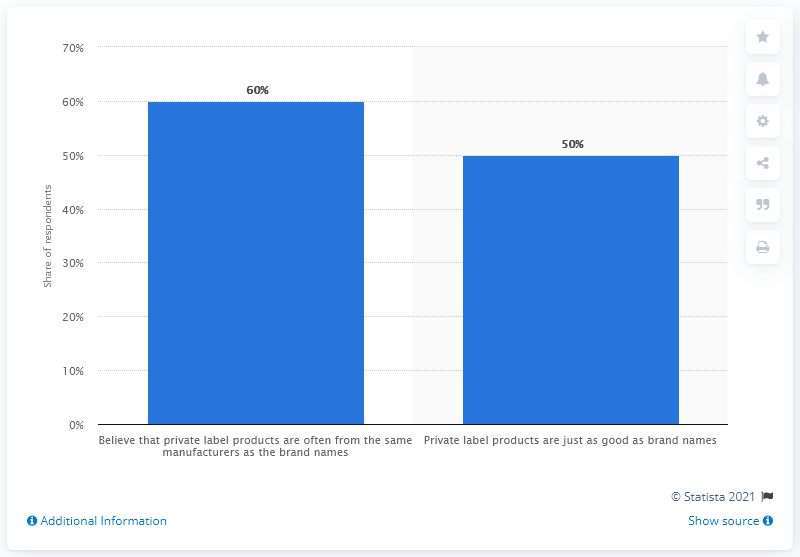 70%
60%
50%
40%
30%
20%
10%
0%
Share of respondents
60%
50%
Believe that private label products are often from the same
manufacturers as the brand names
Private label products are just as good as brand names
© Statista 2021
Additional Information
Show source